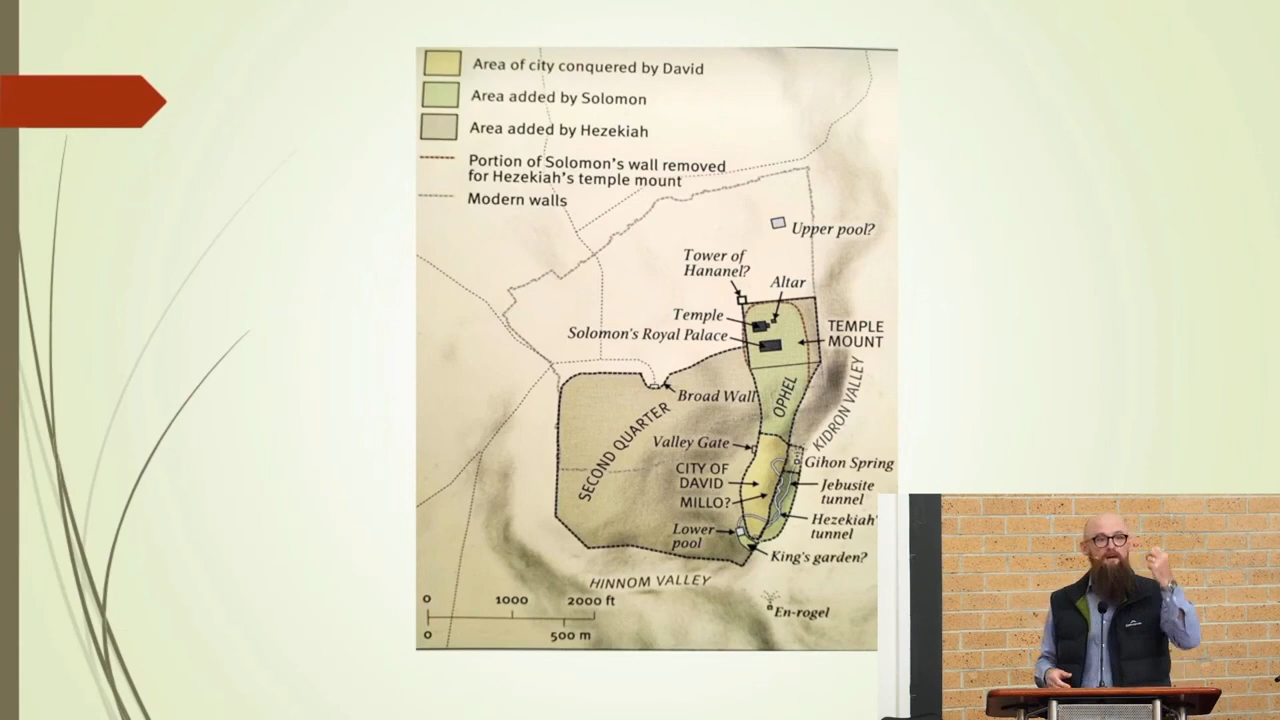 Area of city conquered by David
Area added by Solomon
Area added by Hezekiah
Portion of Solomon's wall removed
for Hezekiah's temple mount
Modern walls
Upper pool?
Tower of
Hananel?
Altar
Temple
Solomon's Royal Palace
TEMPLE
MOUNT
Broad Wall
OPHEL
KIDRON VALLEY
SECOND QUARTER
Valley Gate
Gihon Spring
CITY OF
DAVID
Jebusite
tunnel
MILLO?
Hezekiah'
tunnel
Lower
pool
King's garden?
HINNOM VALLEY
0 1000 2000 ft
En-rogel
0 500 m